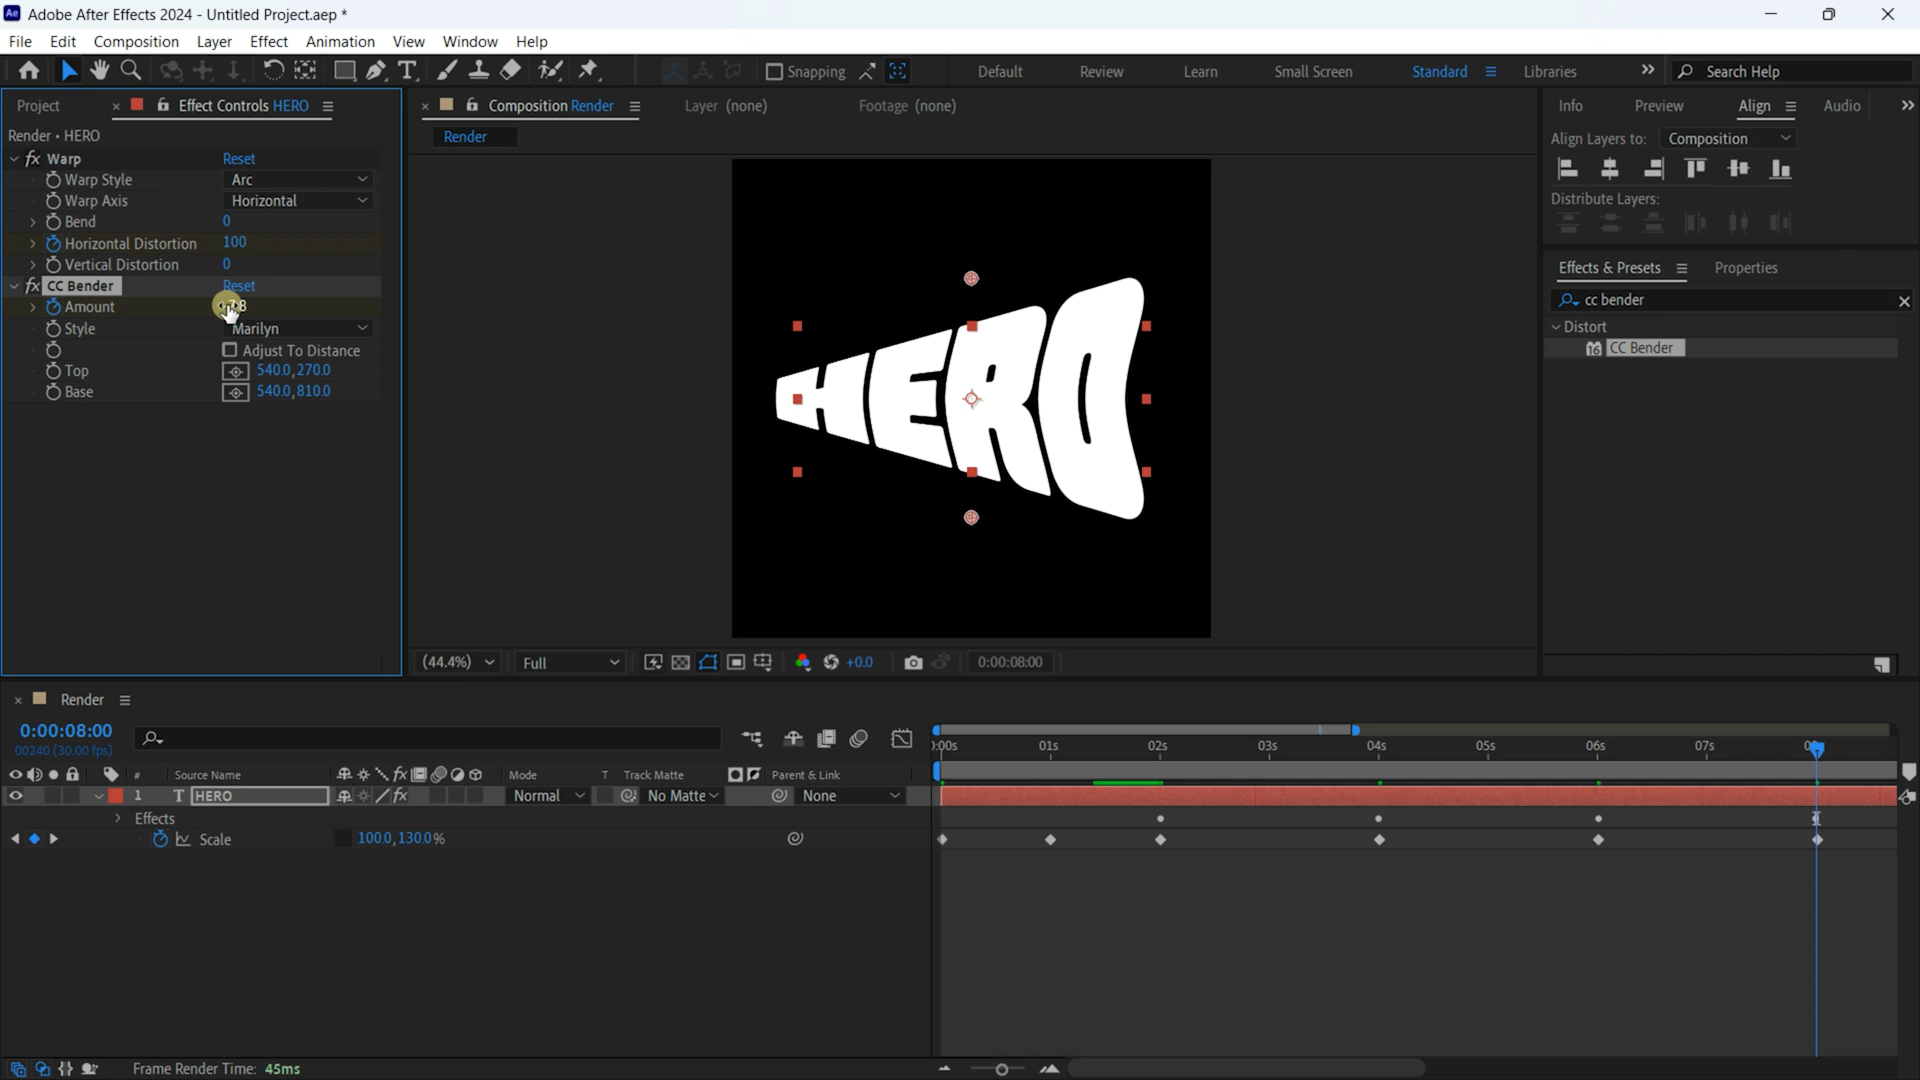 Ae Adobe After Effects 2024 - Untitled Project.aep *
File Edit Composition Layer Effect Animation View Window Help
Snapping Default Review Learn Small Screen Standard Libraries Search Help
Project Effect Controls HERO
Render • HERO
fx Warp Reset
Warp Style Arc
Warp Axis Horizontal
Bend 0
Horizontal Distortion 100
Vertical Distortion 0
fx CC Bender Reset
Amount
Style Marilyn
Adjust To Distance
Top 540.0,270.0
Base 540.0,810.0
Composition Render Layer (none) Footage (none)
Render
HERO
(44.4%) Full +0.0 0:00:08:00
Info Preview Align Audio
Align Layers to: Composition
Distribute Layers:
Effects & Presets Properties
cc bender
Distort
16 CC Bender
Render
0:00:08:00
00240 (30.00 fps)
# Source Name fx Mode T Track Matte Parent & Link
1 T HERO fx Normal No Matte None
Effects
Scale 100.0,130.0%
0:00s 01s 02s 03s 04s 05s 06s 07s
Frame Render Time: 45ms